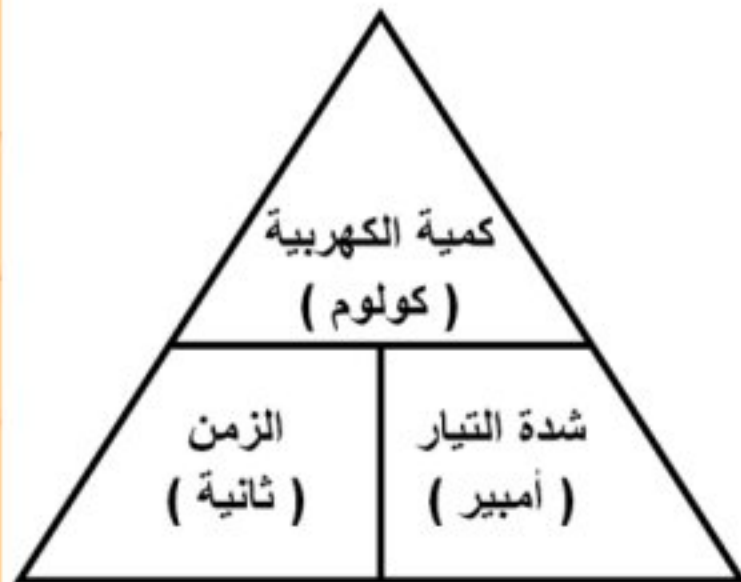 كمية الكهربية
( كولوم )
شدة التيار
( أمبير )
الزمن
( ثانية )